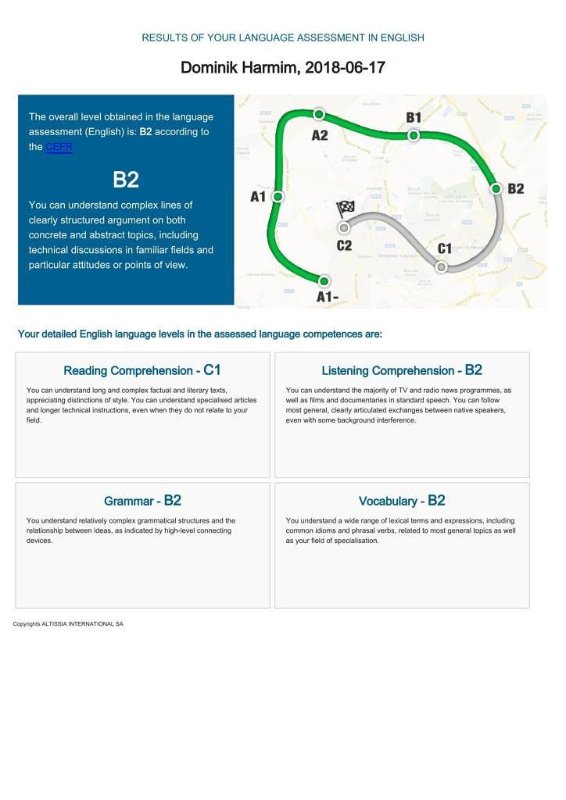 RESULTS OF YOUR LANGUAGE ASSESSMENT IN ENGLISH
Dominik Harmim, 2018-06-17
The overall level obtained in the language
assessment (English) is: B2 according to
the CEFR
B2
You can understand complex lines of
clearly structured argument on both
concrete and abstract topics, including
technical discussions in familiar fields and
particular attitudes or points of view.
A2
B1
A1
B2
C2
C1
A1-
Your detailed English language levels in the assessed language competences are:
Reading Comprehension - C1
You can understand long and complex factual and literary texts,
appreciating distinctions of style. You can understand specialised articles
and longer technical instructions, even when they do not relate to your
field.
Listening Comprehension - B2
You can understand the majority of TV and radio news programmes, as
well as films and documentaries in standard speech. You can follow
most general, clearly articulated exchanges between native speakers,
even with some background interference.
Grammar - B2
You understand relatively complex grammatical structures and the
relationship between ideas, as indicated by high-level connecting
devices.
Vocabulary - B2
You understand a wide range of lexical terms and expressions, including
common idioms and phrasal verbs, related to most general topics as well
as your field of specialisation.
Copyrights ALTISSIA INTERNATIONAL SA